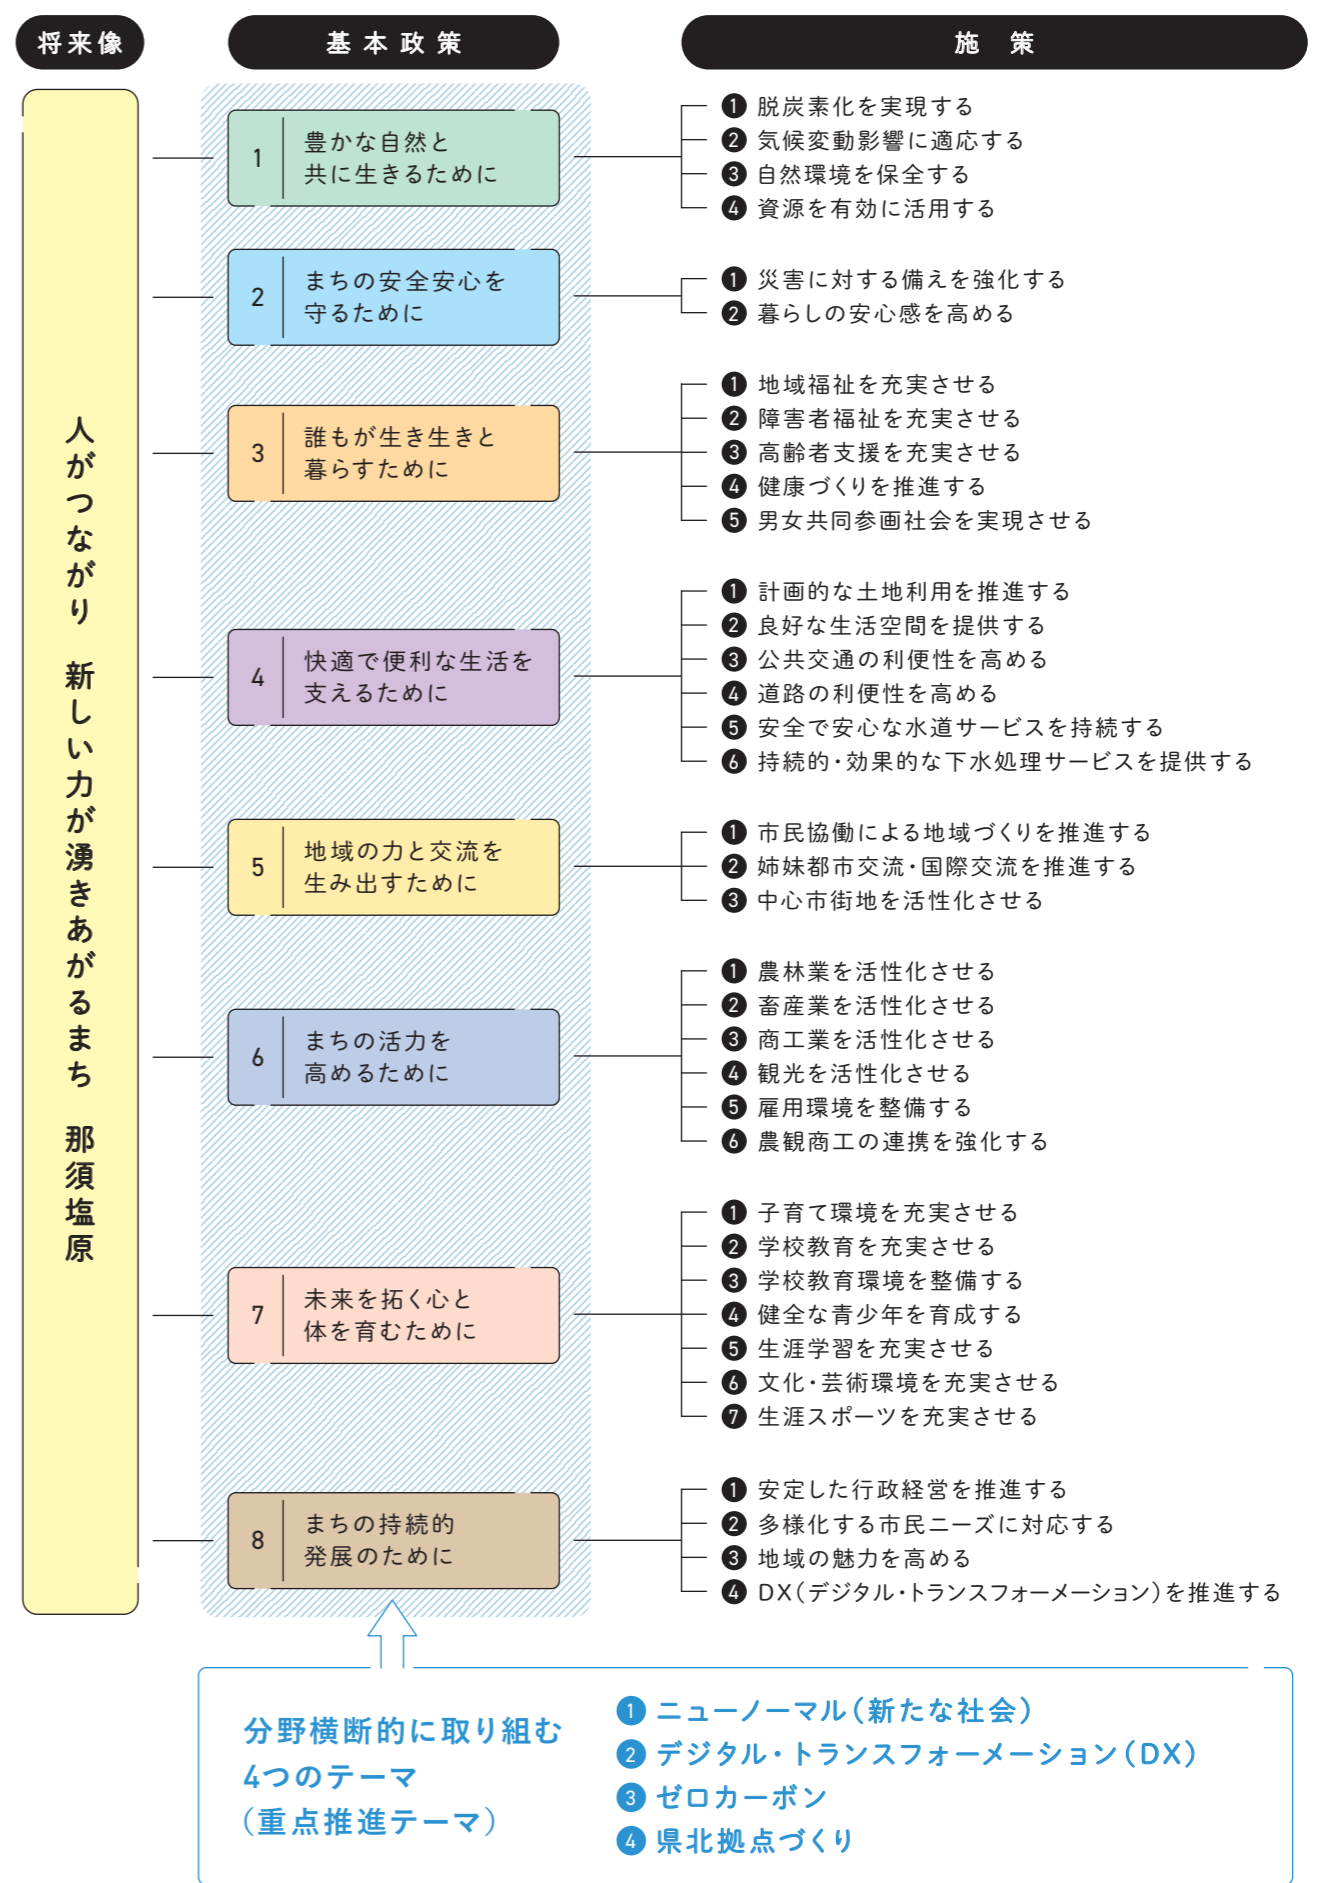 将来像
基本政策
施策
人がつながり 新しい力が湧きあがるまち 那須塩原
1
豊かな自然と
共に生きるために
❶ 脱炭素化を実現する
❷ 気候変動影響に適応する
❸ 自然環境を保全する
❹ 資源を有効に活用する
2
まちの安全安心を
守るために
❶ 災害に対する備えを強化する
❷ 暮らしの安心感を高める
3
誰もが生き生きと
暮らすために
❶ 地域福祉を充実させる
❷ 障害者福祉を充実させる
❸ 高齢者支援を充実させる
❹ 健康づくりを推進する
❺ 男女共同参画社会を実現させる
4
快適で便利な生活を
支えるために
❶ 計画的な土地利用を推進する
❷ 良好な生活空間を提供する
❸ 公共交通の利便性を高める
❹ 道路の利便性を高める
❺ 安全で安心な水道サービスを持続する
❻ 持続的・効果的な下水処理サービスを提供する
5
地域の力と交流を
生み出すために
❶ 市民協働による地域づくりを推進する
❷ 姉妹都市交流・国際交流を推進する
❸ 中心市街地を活性化させる
6
まちの活力を
高めるために
❶ 農林業を活性化させる
❷ 畜産業を活性化させる
❸ 商工業を活性化させる
❹ 観光を活性化させる
❺ 雇用環境を整備する
❻ 農観商工の連携を強化する
7
未来を拓く心と
体を育むために
❶ 子育て環境を充実させる
❷ 学校教育を充実させる
❸ 学校教育環境を整備する
❹ 健全な青少年を育成する
❺ 生涯学習を充実させる
❻ 文化・芸術環境を充実させる
❼ 生涯スポーツを充実させる
8
まちの持続的
発展のために
❶ 安定した行政経営を推進する
❷ 多様化する市民ニーズに対応する
❸ 地域の魅力を高める
❹ DX(デジタル・トランスフォーメーション)を推進する
分野横断的に取り組む
4つのテーマ
(重点推進テーマ)
❶ ニューノーマル(新たな社会)
❷ デジタル・トランスフォーメーション(DX)
❸ ゼロカーボン
❹ 県北拠点づくり